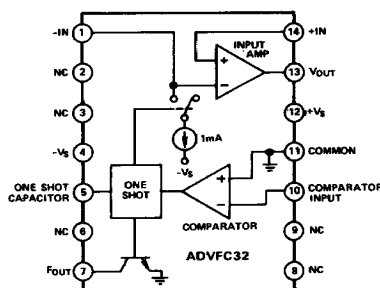 -IN 1
14 +IN
INPUT AMP
NC 2
13 VOUT
NC 3
12 +VS
1mA
-VS 4
11 COMMON
-VS
ONE SHOT CAPACITOR 5
ONE SHOT
10 COMPARATOR INPUT
COMPARATOR
NC 6
9 NC
ADVFC32
FOUT 7
8 NC
+
−
+
−